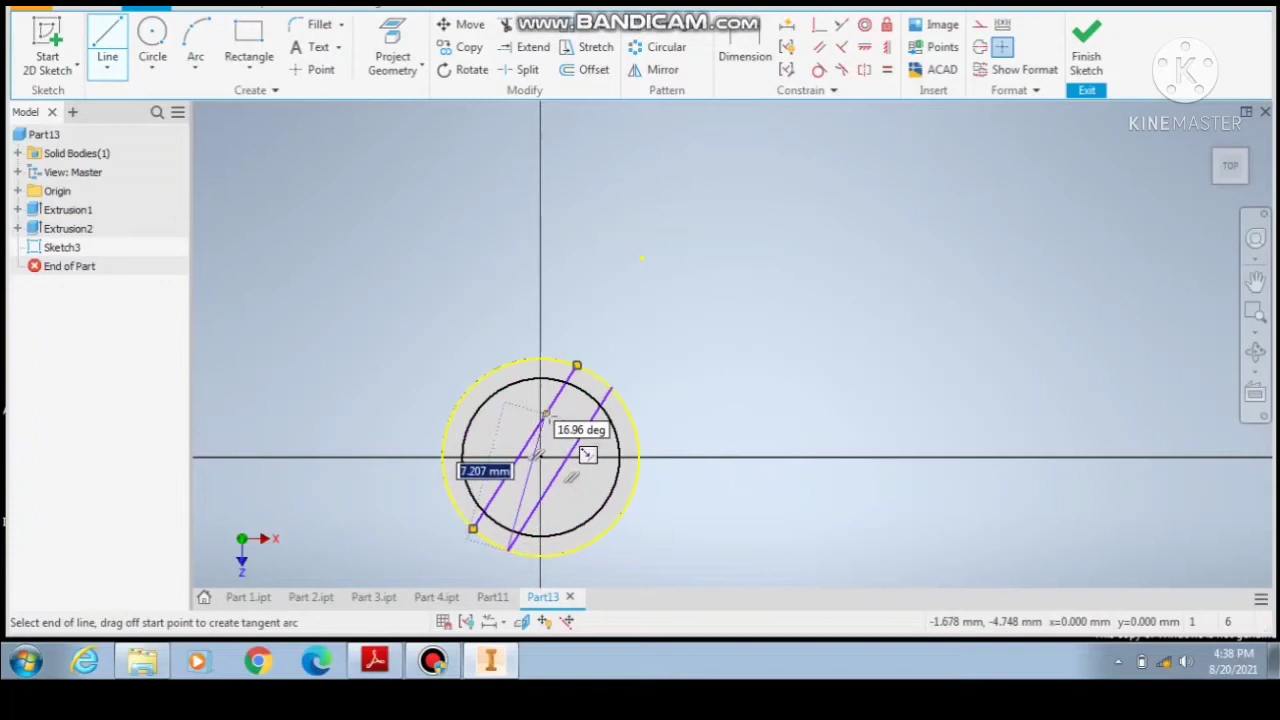 www.BANDICAM.com
Line
Circle
Arc
Rectangle
Fillet
Text
Point
Create
Start
2D Sketch
Sketch
Project
Geometry
Move
Copy
Rotate
Extend
Split
Stretch
Offset
Modify
Circular
Mirror
Pattern
Dimension
Constrain
Image
Points
ACAD
Insert
Show Format
Format
Finish
Sketch
Exit
K
KINEMASTER
TOP
Model
Part13
Solid Bodies(1)
View: Master
Origin
Extrusion1
Extrusion2
Sketch3
End of Part
16.96 deg
7.207 mm
X
Z
Part 1.ipt
Part 2.ipt
Part 3.ipt
Part 4.ipt
Part11
Part13
Select end of line, drag off start point to create tangent arc
-1.678 mm, -4.748 mm x=0.000 mm y=0.000 mm 1 6
4:38 PM
8/20/2021